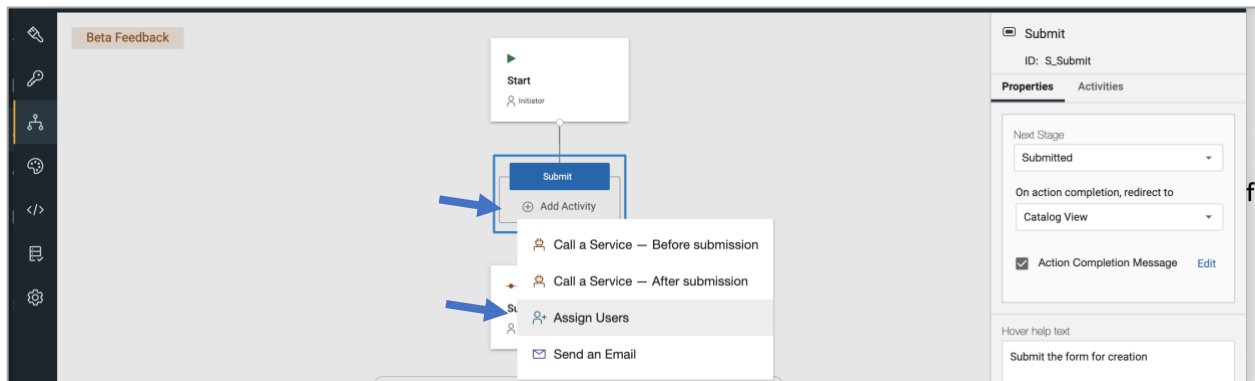 Beta Feedback
Start
Initiator
Submit
Add Activity
Call a Service — Before submission
Call a Service — After submission
Assign Users
Send an Email
Su
Submit
ID: S_Submit
Properties Activities
Next Stage
Submitted
On action completion, redirect to
Catalog View
Action Completion Message Edit
Hover help text
Submit the form for creation
f